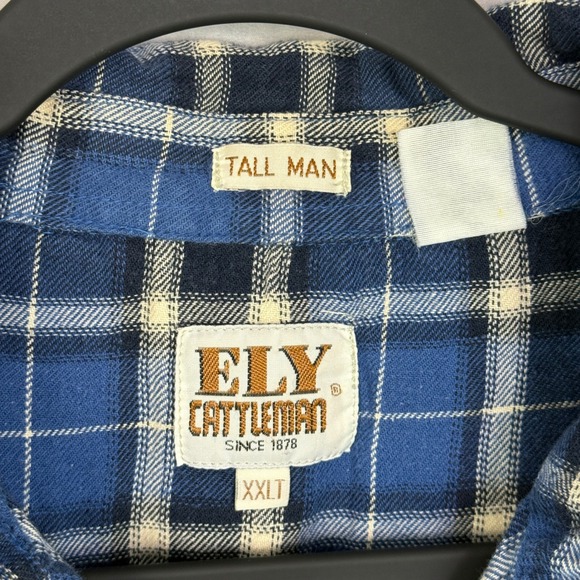 TALL MAN
ELY
CATTLEMAN ®
SINCE 1878
XXLT